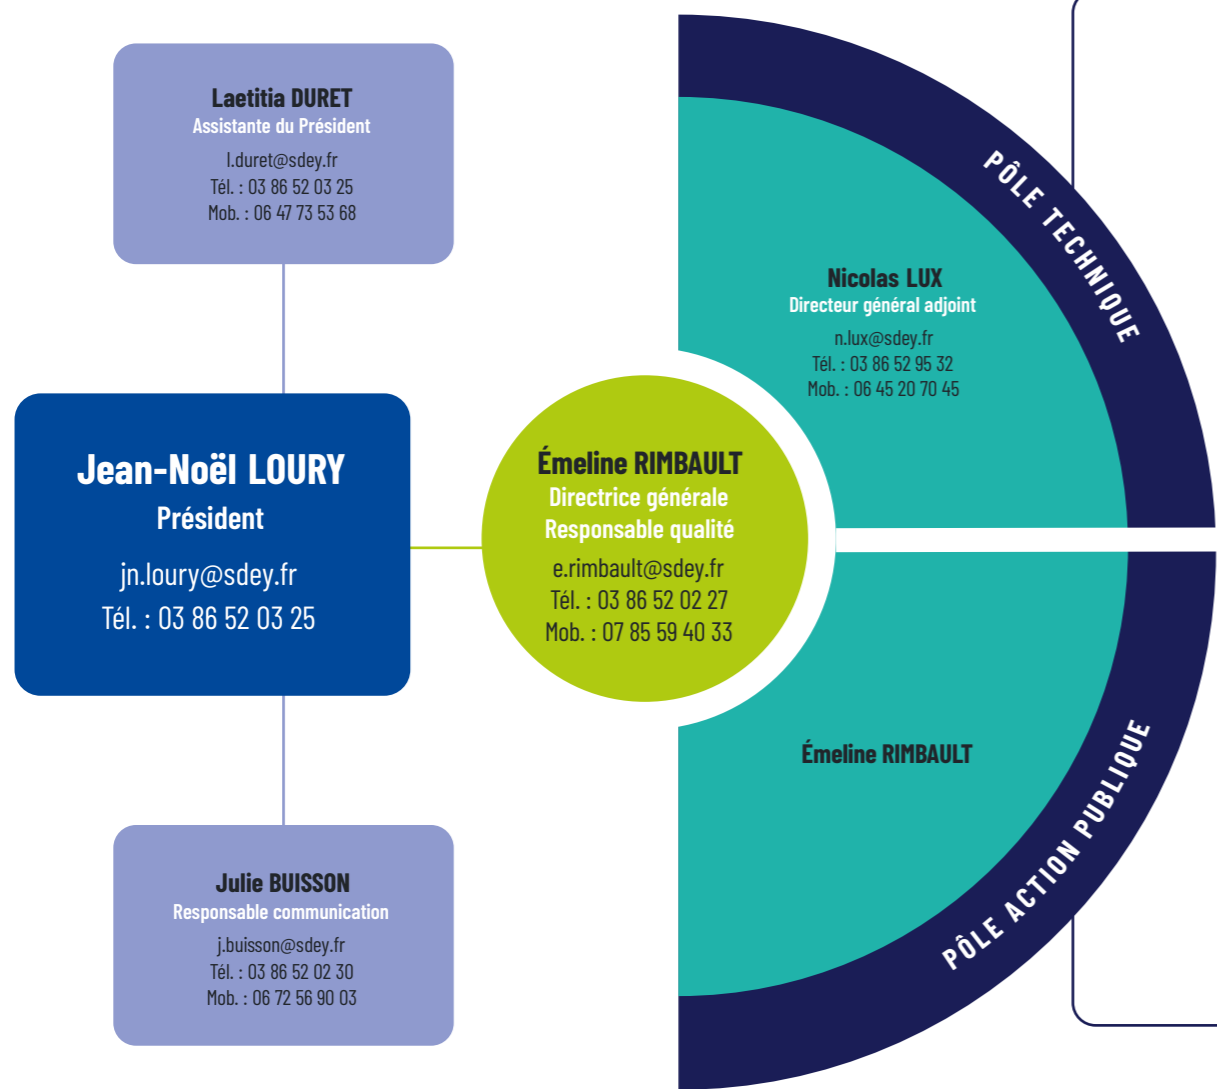 Laetitia DURET
Assistante du Président
l.duret@sdey.fr
Tél. : 03 86 52 03 25
Mob. : 06 47 73 53 68
Jean-Noël LOURY
Président
jn.loury@sdey.fr
Tél. : 03 86 52 03 25
Julie BUISSON
Responsable communication
j.buisson@sdey.fr
Tél. : 03 86 52 02 30
Mob. : 06 72 56 90 03
Émeline RIMBAULT
Directrice générale
Responsable qualité
e.rimbault@sdey.fr
Tél. : 03 86 52 02 27
Mob. : 07 85 59 40 33
PÔLE TECHNIQUE
Nicolas LUX
Directeur général adjoint
n.lux@sdey.fr
Tél. : 03 86 52 95 32
Mob. : 06 45 20 70 45
Émeline RIMBAULT
PÔLE ACTION PUBLIQUE